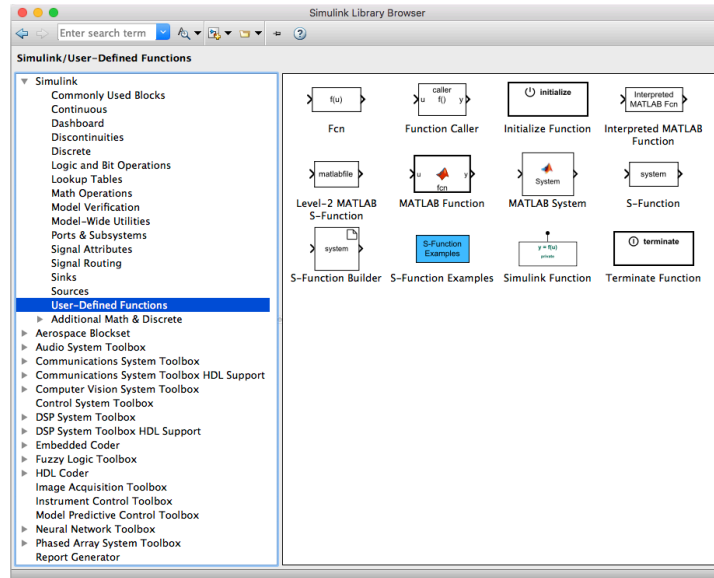 Simulink Library Browser
Enter search term
Simulink/User-Defined Functions
Simulink
Commonly Used Blocks
Continuous
Dashboard
Discontinuities
Discrete
Logic and Bit Operations
Lookup Tables
Math Operations
Model Verification
Model-Wide Utilities
Ports & Subsystems
Signal Attributes
Signal Routing
Sinks
Sources
User-Defined Functions
Additional Math & Discrete
Aerospace Blockset
Audio System Toolbox
Communications System Toolbox
Communications System Toolbox HDL Support
Computer Vision System Toolbox
Control System Toolbox
DSP System Toolbox
DSP System Toolbox HDL Support
Embedded Coder
Fuzzy Logic Toolbox
HDL Coder
Image Acquisition Toolbox
Instrument Control Toolbox
Model Predictive Control Toolbox
Neural Network Toolbox
Phased Array System Toolbox
Report Generator
f(u)
Fcn
caller
u f() y
Function Caller
initialize
Initialize Function
Interpreted
MATLAB Fcn
Interpreted MATLAB
Function
matlabfile
Level-2 MATLAB
S-Function
u y
fcn
MATLAB Function
System
MATLAB System
system
S-Function
system
S-Function Builder
S-Function
Examples
S-Function Examples
y = f(u)
private
Simulink Function
terminate
Terminate Function